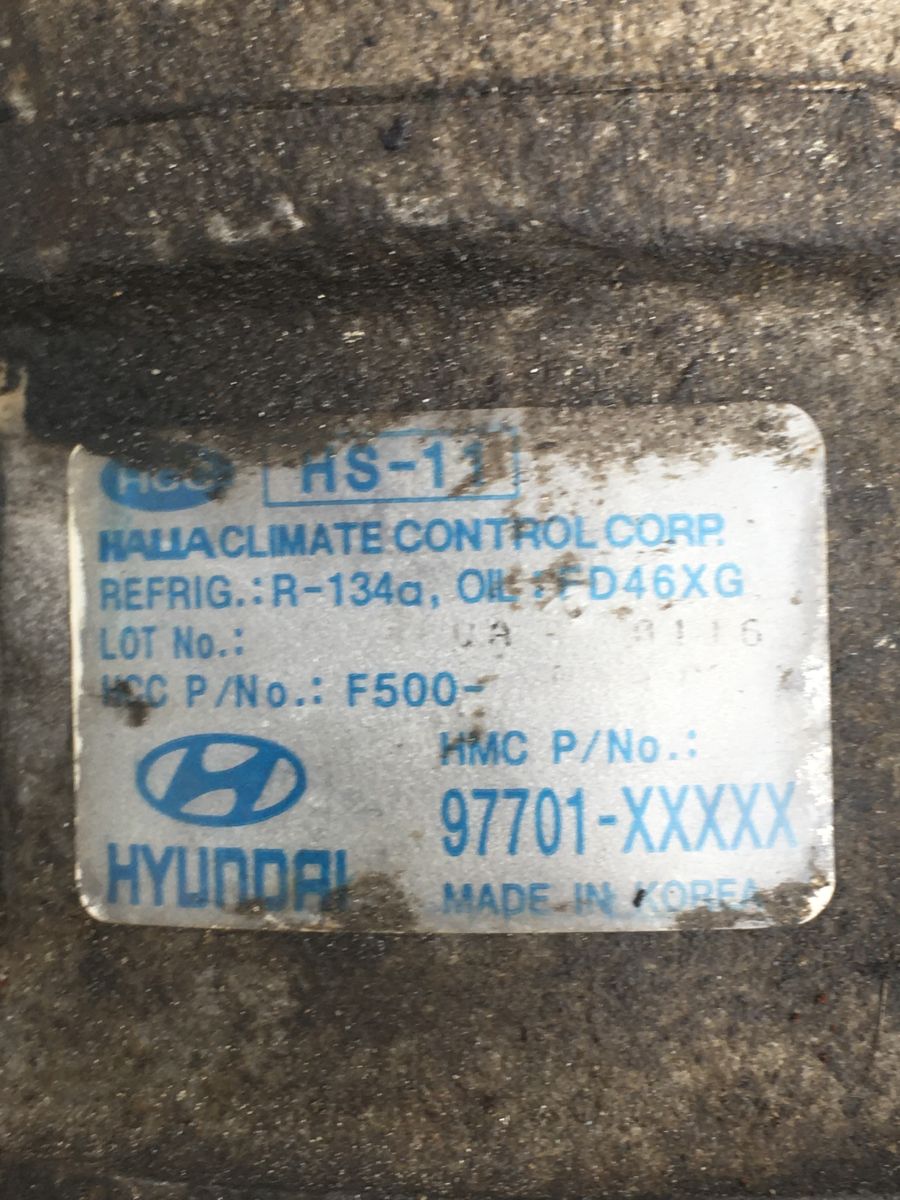 HCC HS-11
HALLA CLIMATE CONTROL CORP.
REFRIG.: R-134a, OIL : FD46XG
LOT No.:
HCC P/No.: F500-
HMC P/No.:
97701-XXXXX
HYUNDAI
MADE IN KOREA